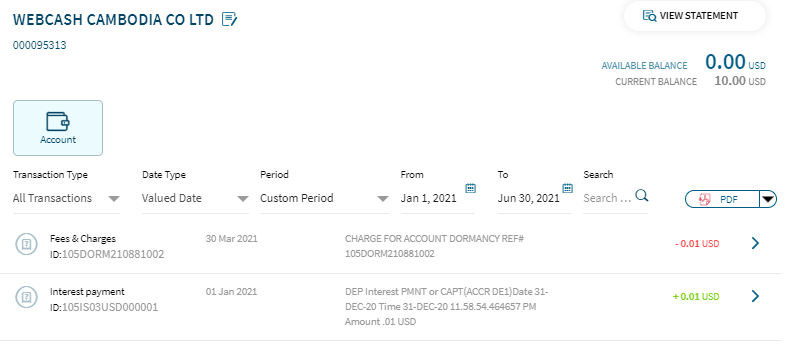 WEBCASH CAMBODIA CO LTD
VIEW STATEMENT
000095313
AVAILABLE BALANCE 0.00 USD
CURRENT BALANCE 10.00 USD
Account
Transaction Type Date Type Period From To Search
All Transactions Valued Date Custom Period Jan 1, 2021 Jun 30, 2021 Search ... PDF
Fees & Charges 30 Mar 2021 CHARGE FOR ACCOUNT DORMANCY REF# - 0.01 USD
ID:105DORM210881002 105DORM210881002
Interest payment 01 Jan 2021 DEP Interest PMNT or CAPT(ACCR DE1)Date 31- + 0.01 USD
ID:105IS03USD000001 DEC-20 Time 31-DEC-20 11.58.54.464657 PM
Amount .01 USD